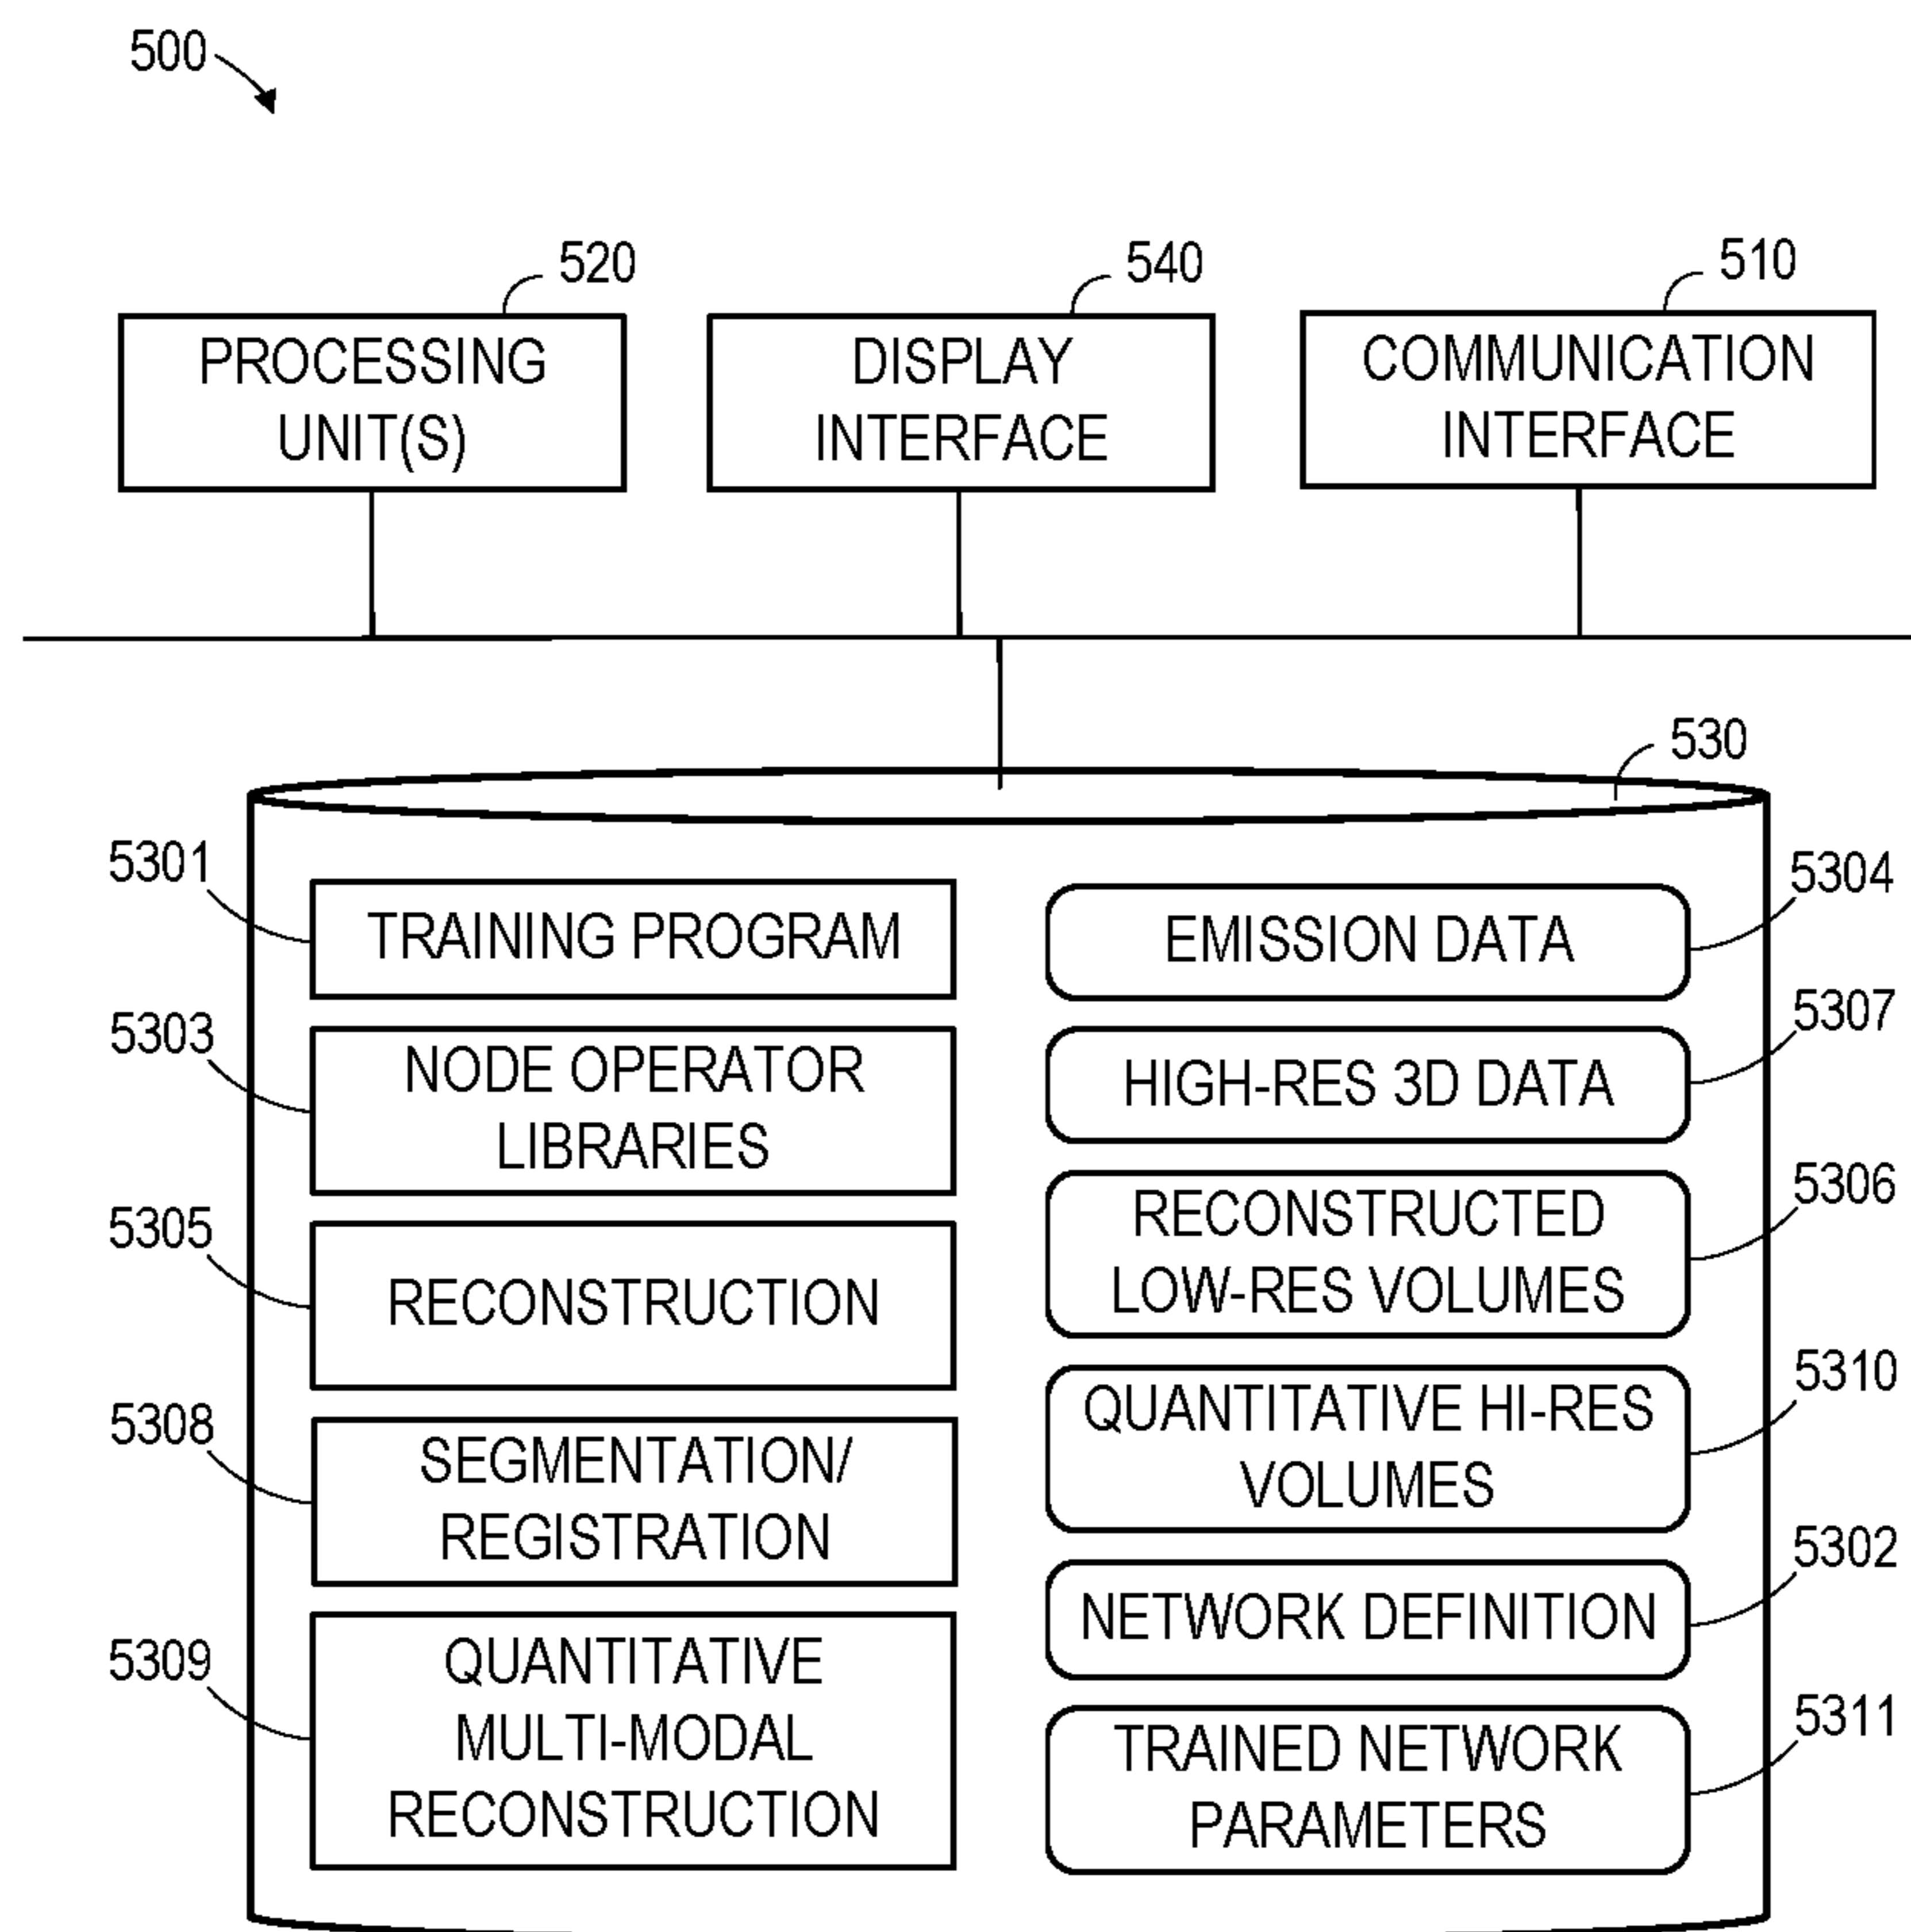 500
520
540
510
PROCESSING
UNIT(S)
DISPLAY
INTERFACE
COMMUNICATION
INTERFACE
530
5301
TRAINING PROGRAM
5303
NODE OPERATOR
LIBRARIES
5305
RECONSTRUCTION
5308
SEGMENTATION/
REGISTRATION
5309
QUANTITATIVE
MULTI-MODAL
RECONSTRUCTION
5304
EMISSION DATA
5307
HIGH-RES 3D DATA
5306
RECONSTRUCTED
LOW-RES VOLUMES
5310
QUANTITATIVE HI-RES
VOLUMES
5302
NETWORK DEFINITION
5311
TRAINED NETWORK
PARAMETERS